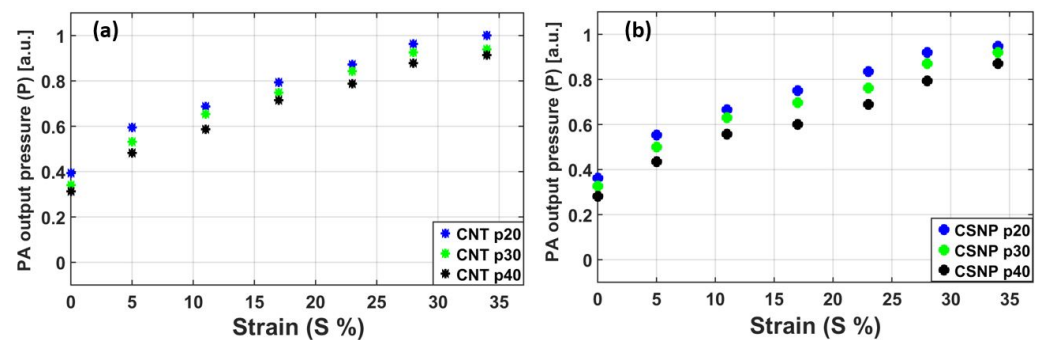 (a)
PA output pressure (P) [a.u.]
1
0.8
0.6
0.4
0.2
0
0 5 10 15 20 25 30 35
Strain (S %)
CNT p20
CNT p30
CNT p40
(b)
PA output pressure (P) [a.u.]
1
0.8
0.6
0.4
0.2
0
0 5 10 15 20 25 30 35
Strain (S %)
CSNP p20
CSNP p30
CSNP p40